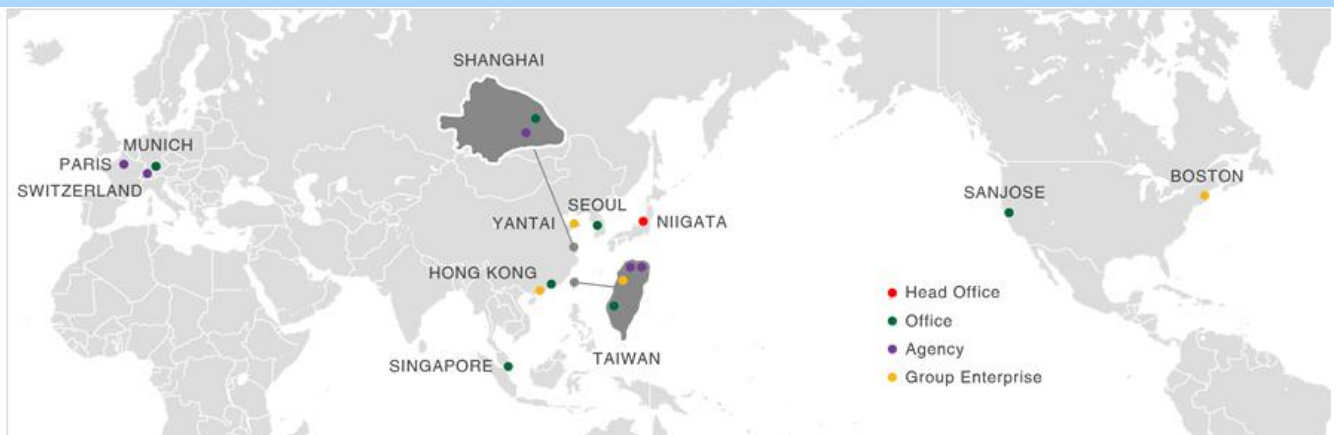 SHANGHAI
MUNICH
PARIS
SWITZERLAND
SEOUL
YANTAI
NIIGATA
HONG KONG
SINGAPORE
TAIWAN
BOSTON
SANJOSE
Head Office
Office
Agency
Group Enterprise